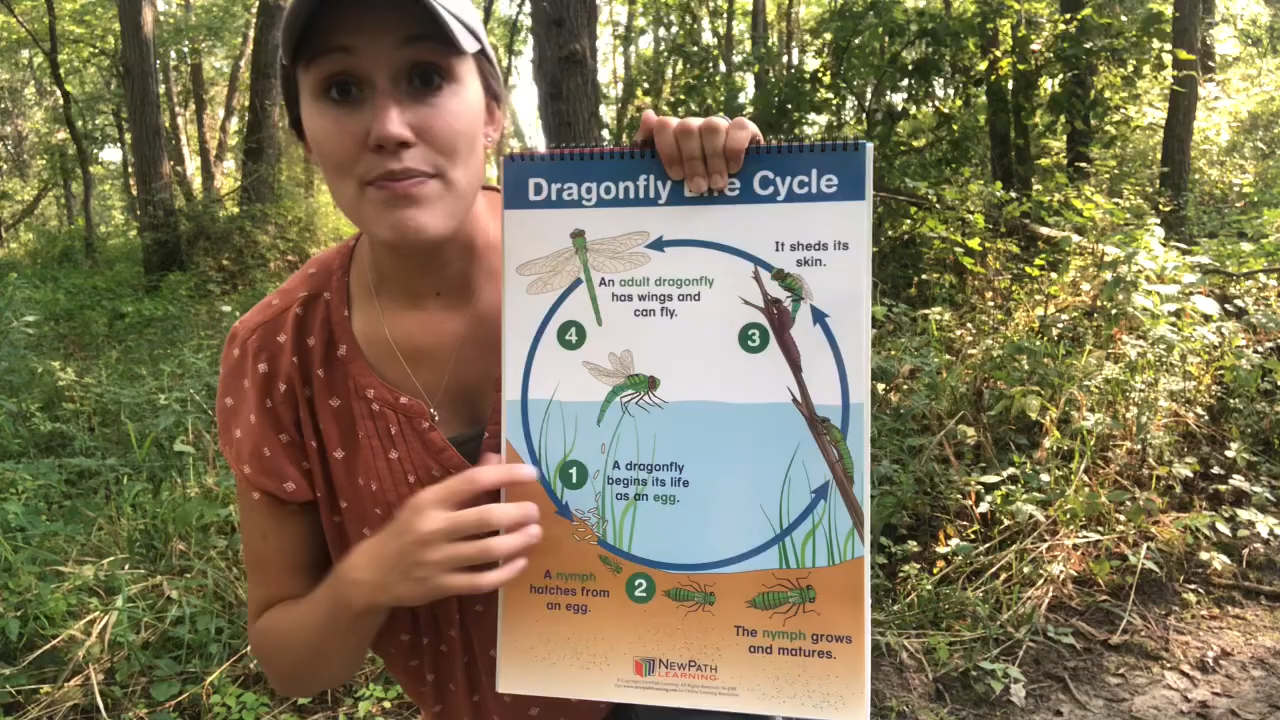 Dragonfly Cycle
It sheds its
skin.
An adult dragonfly
has wings and
can fly.
4
3
1
A dragonfly
begins its life
as an egg.
A nymph
hatches from
an egg.
2
The nymph grows
and matures.
NEWPATH
LEARNING